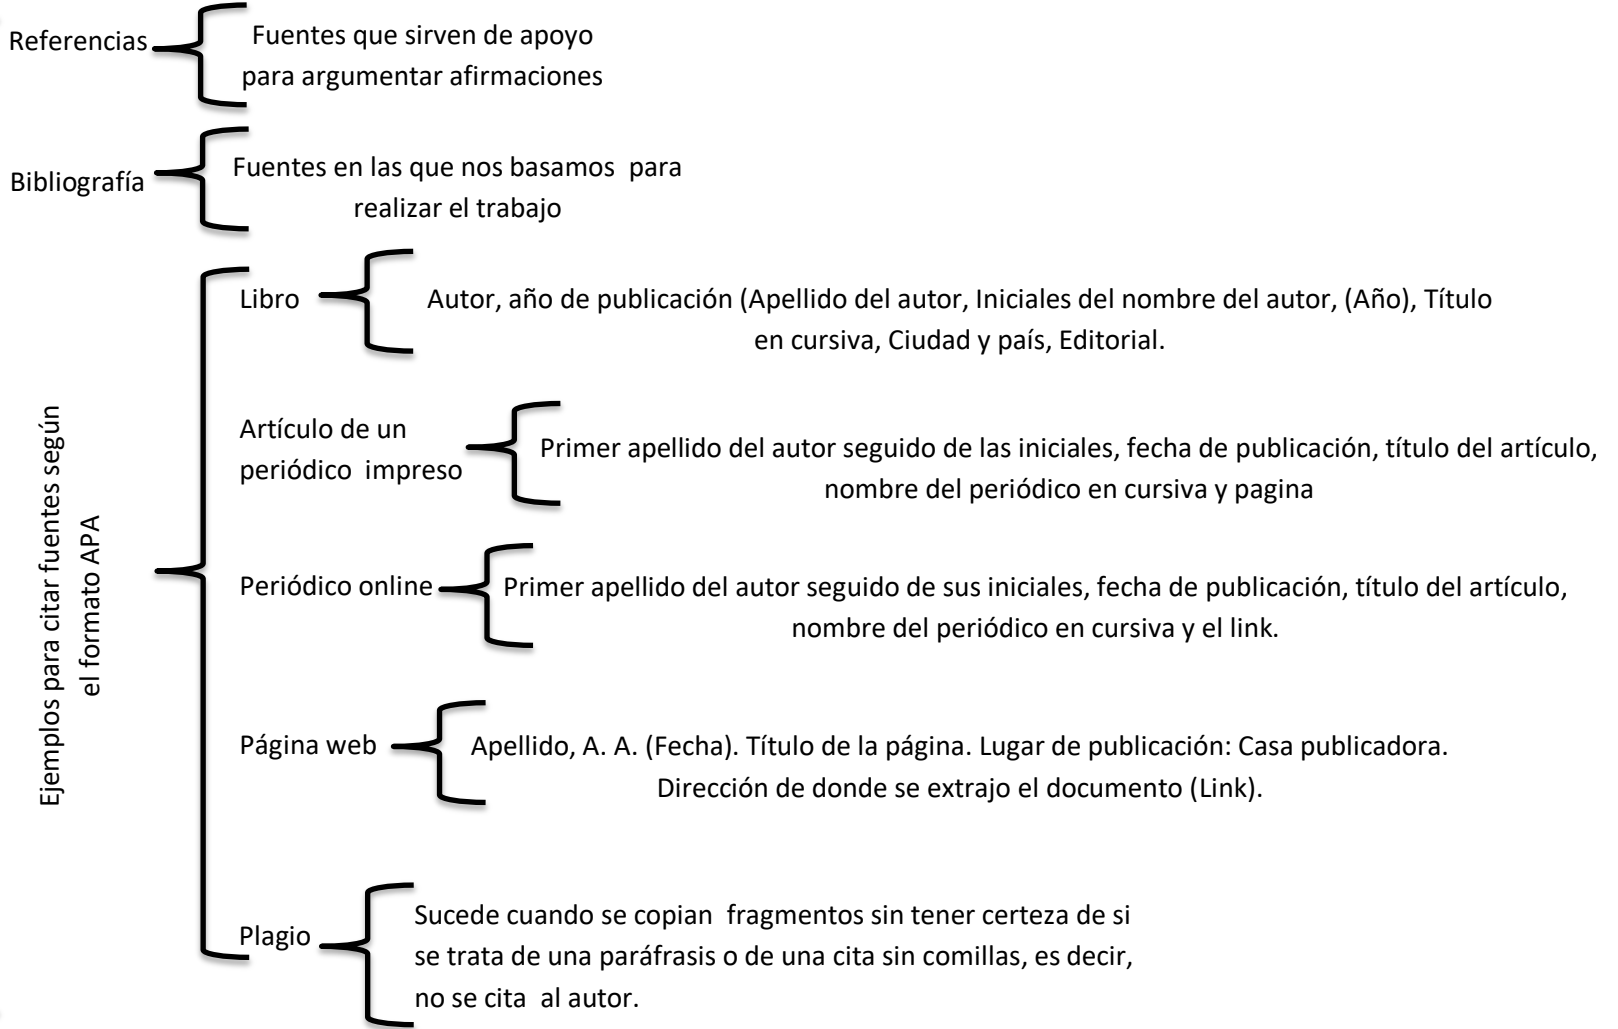 Referencias
Fuentes que sirven de apoyo
para argumentar afirmaciones
Bibliografía
Fuentes en las que nos basamos para
realizar el trabajo
Ejemplos para citar fuentes según
el formato APA
Libro
Autor, año de publicación (Apellido del autor, Iniciales del nombre del autor, (Año), Título
en cursiva, Ciudad y país, Editorial.
Artículo de un
periódico impreso
Primer apellido del autor seguido de las iniciales, fecha de publicación, título del artículo,
nombre del periódico en cursiva y pagina
Periódico online
Primer apellido del autor seguido de sus iniciales, fecha de publicación, título del artículo,
nombre del periódico en cursiva y el link.
Página web
Apellido, A. A. (Fecha). Título de la página. Lugar de publicación: Casa publicadora.
Dirección de donde se extrajo el documento (Link).
Plagio
Sucede cuando se copian fragmentos sin tener certeza de si
se trata de una paráfrasis o de una cita sin comillas, es decir,
no se cita al autor.